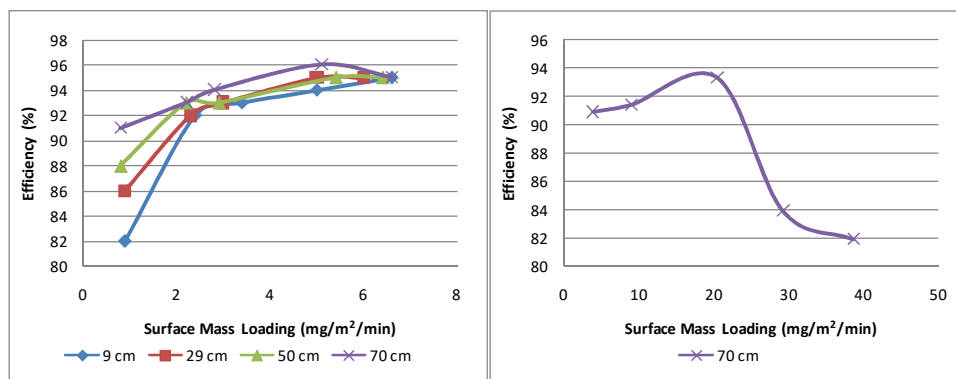 98
96
94
92
90
88
86
84
82
80
Efficiency (%)
0 2 4 6 8
Surface Mass Loading (mg/m²/min)
9 cm 29 cm 50 cm 70 cm
96
94
92
90
88
86
84
82
80
Efficiency (%)
0 10 20 30 40 50
Surface Mass Loading (mg/m²/min)
70 cm